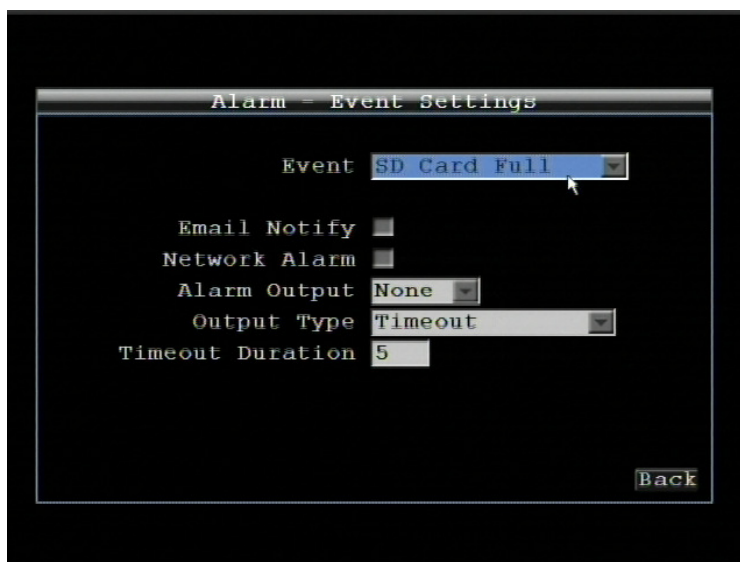 Alarm - Event Settings
Event SD Card Full
Email Notify
Network Alarm
Alarm Output None
Output Type Timeout
Timeout Duration 5
Back